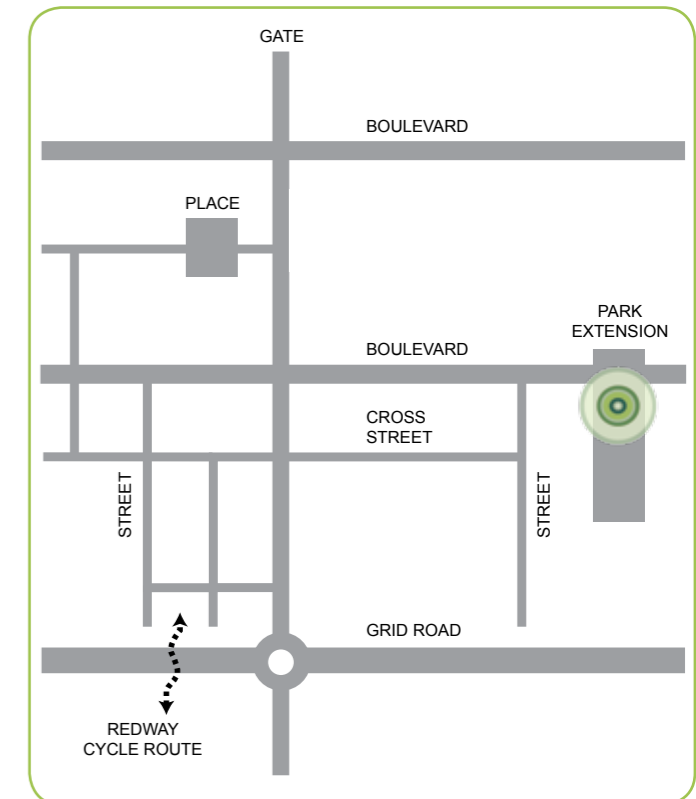 GATE
BOULEVARD
PLACE
PARK
EXTENSION
BOULEVARD
CROSS
STREET
STREET
STREET
GRID ROAD
REDWAY
CYCLE ROUTE